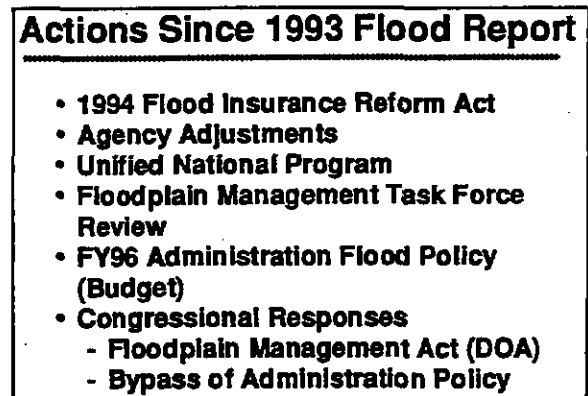 Actions Since 1993 Flood Report
• 1994 Flood Insurance Reform Act
• Agency Adjustments
• Unified National Program
• Floodplain Management Task Force
Review
• FY96 Administration Flood Policy
(Budget)
• Congressional Responses
- Floodplain Management Act (DOA)
- Bypass of Administration Policy